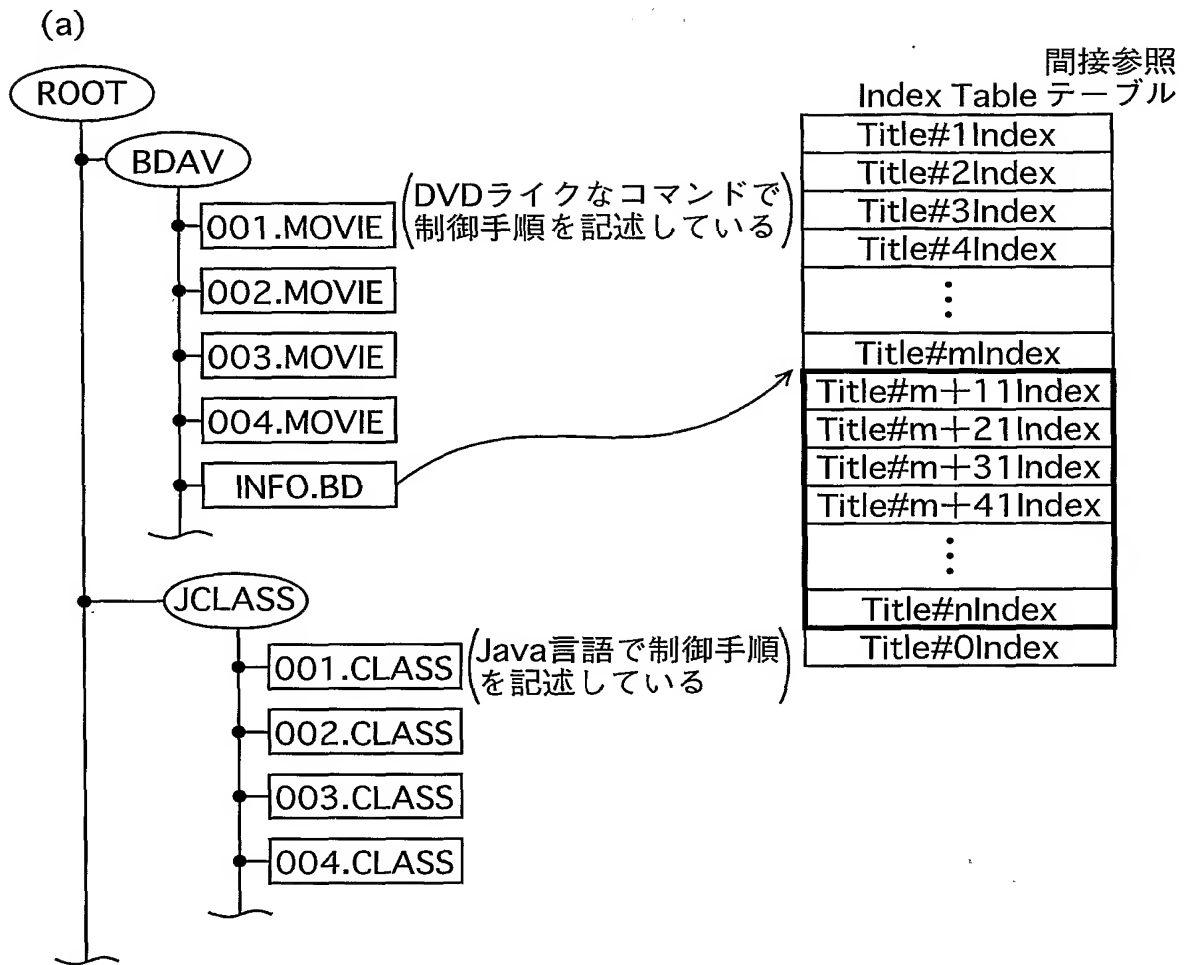 (a)
ROOT
BDAV
001.MOVIE
(DVDライクなコマンドで
制御手順を記述している)
002.MOVIE
003.MOVIE
004.MOVIE
INFO.BD
JCLASS
001.CLASS
(Java言語で制御手順
を記述している)
002.CLASS
003.CLASS
004.CLASS
間接参照
Index Table テーブル
Title#1Index
Title#2Index
Title#3Index
Title#4Index
⋮
Title#mIndex
Title#m+11Index
Title#m+21Index
Title#m+31Index
Title#m+41Index
⋮
Title#nIndex
Title#0Index